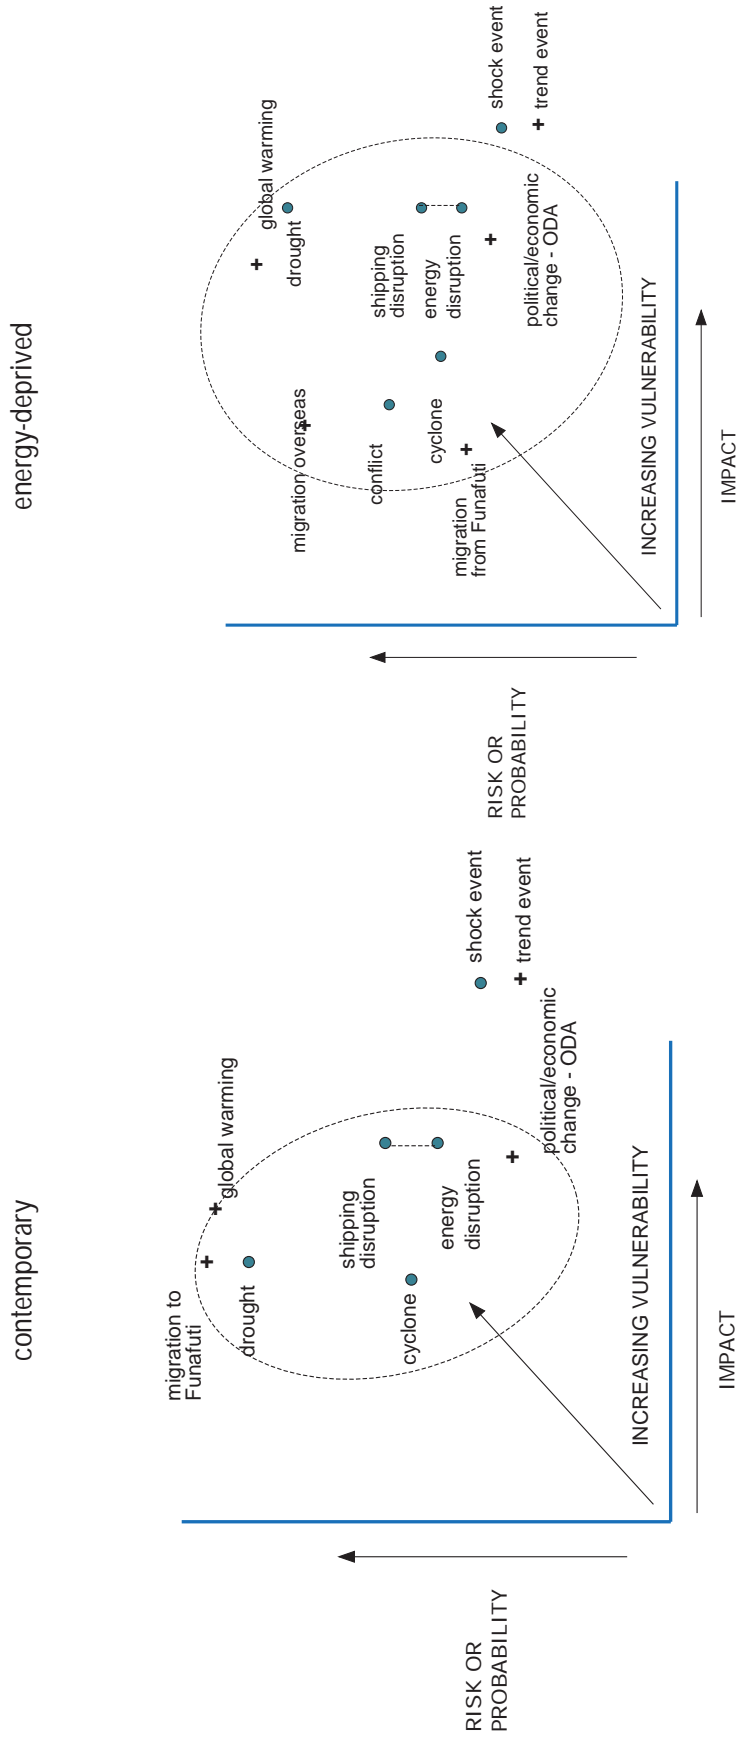 contemporary
migration to
Funafuti
global warming
drought
shipping
disruption
energy
disruption
cyclone
political/economic
change - ODA
shock event
trend event
INCREASING VULNERABILITY
IMPACT
RISK OR
PROBABILITY
energy-deprived
global warming
drought
migration overseas
shipping
disruption
energy
disruption
conflict
cyclone
migration
from Funafuti
political/economic
change - ODA
shock event
trend event
INCREASING VULNERABILITY
IMPACT
RISK OR
PROBABILITY